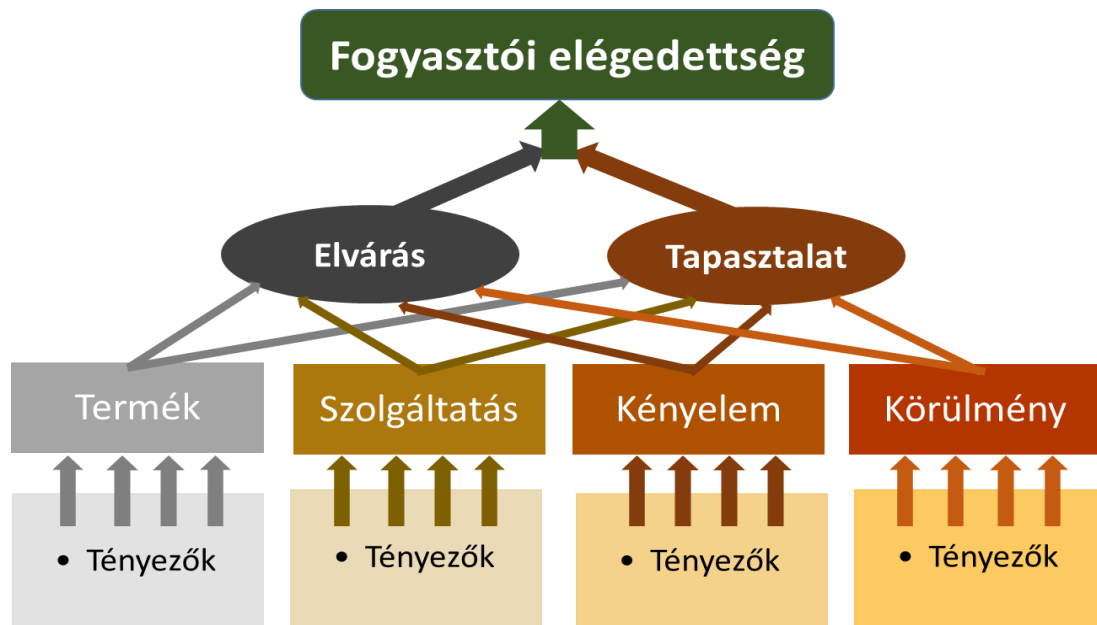 Fogyasztói elégedettség
Elvárás
Tapasztalat
Termék
Szolgáltatás
Kényelem
Körülmény
• Tényezők
• Tényezők
• Tényezők
• Tényezők